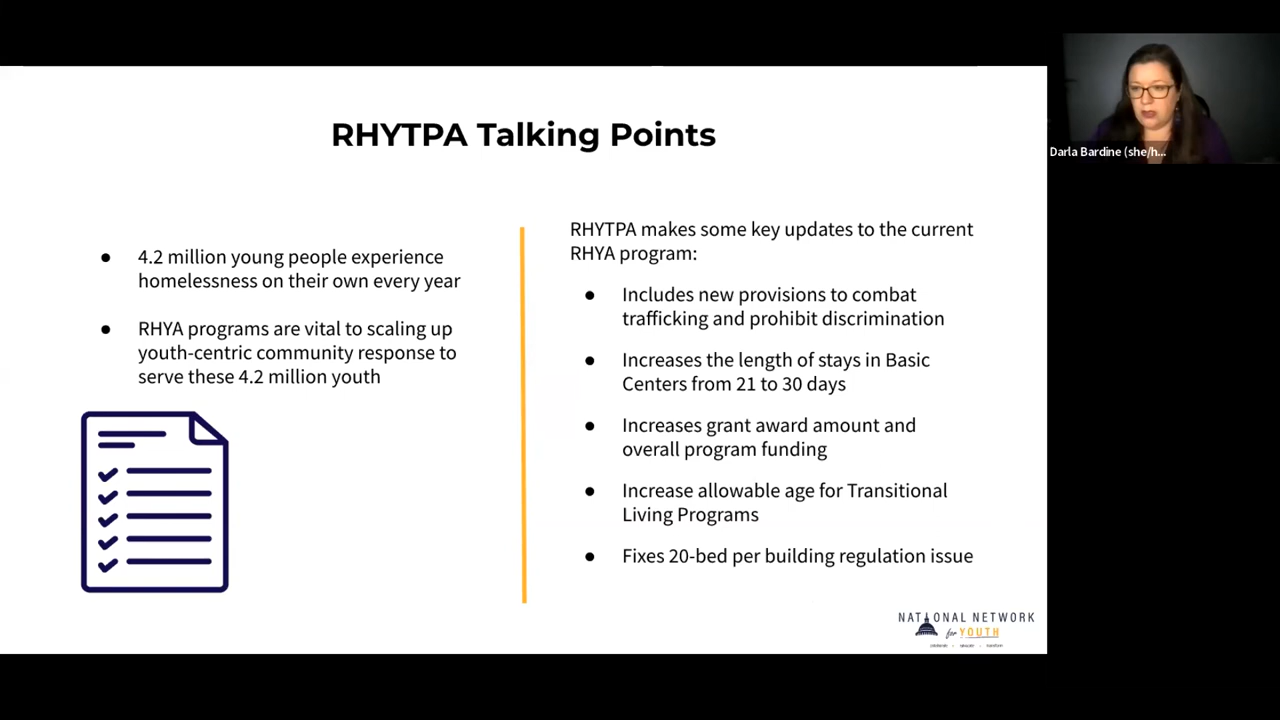 RHYTPA Talking Points
● 4.2 million young people experience
homelessness on their own every year
● RHYA programs are vital to scaling up
youth-centric community response to
serve these 4.2 million youth
RHYTPA makes some key updates to the current
RHYA program:
● Includes new provisions to combat
trafficking and prohibit discrimination
● Increases the length of stays in Basic
Centers from 21 to 30 days
● Increases grant award amount and
overall program funding
● Increase allowable age for Transitional
Living Programs
● Fixes 20-bed per building regulation issue
NATIONAL NETWORK
for YOUTH
Darla Bardine (she/h...